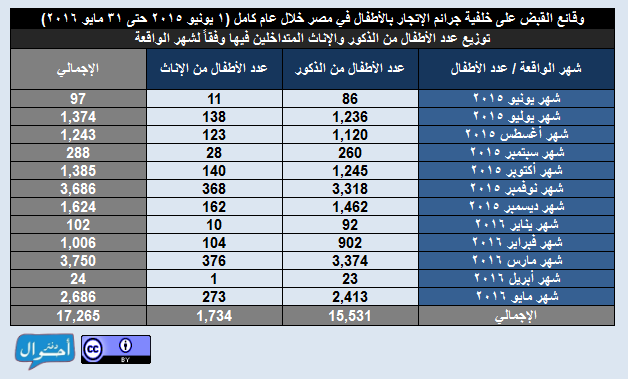 وقائع القبض على خلفية جرائم الإتجار بالأطفال في مصر خلال عام كامل (١ يونيو ٢٠١٥ حتى ٣١ مايو ٢٠١٦)
توزيع عدد الأطفال من الذكور والإناث المتداخلين فيها وفقاً لشهر الواقعة
شهر الواقعة / عدد الأطفال عدد الأطفال من الذكور عدد الأطفال من الإناث الإجمالي
شهر يونيو ٢٠١٥ 86 11 97
شهر يوليو ٢٠١٥ 1,236 138 1,374
شهر أغسطس ٢٠١٥ 1,120 123 1,243
شهر سبتمبر ٢٠١٥ 260 28 288
شهر أكتوبر ٢٠١٥ 1,245 140 1,385
شهر نوفمبر ٢٠١٥ 3,318 368 3,686
شهر ديسمبر ٢٠١٥ 1,462 162 1,624
شهر يناير ٢٠١٦ 92 10 102
شهر فبراير ٢٠١٦ 902 104 1,006
شهر مارس ٢٠١٦ 3,374 376 3,750
شهر أبريل ٢٠١٦ 23 1 24
شهر مايو ٢٠١٦ 2,413 273 2,686
الإجمالي 15,531 1,734 17,265
دفتر أحوال
cc
BY